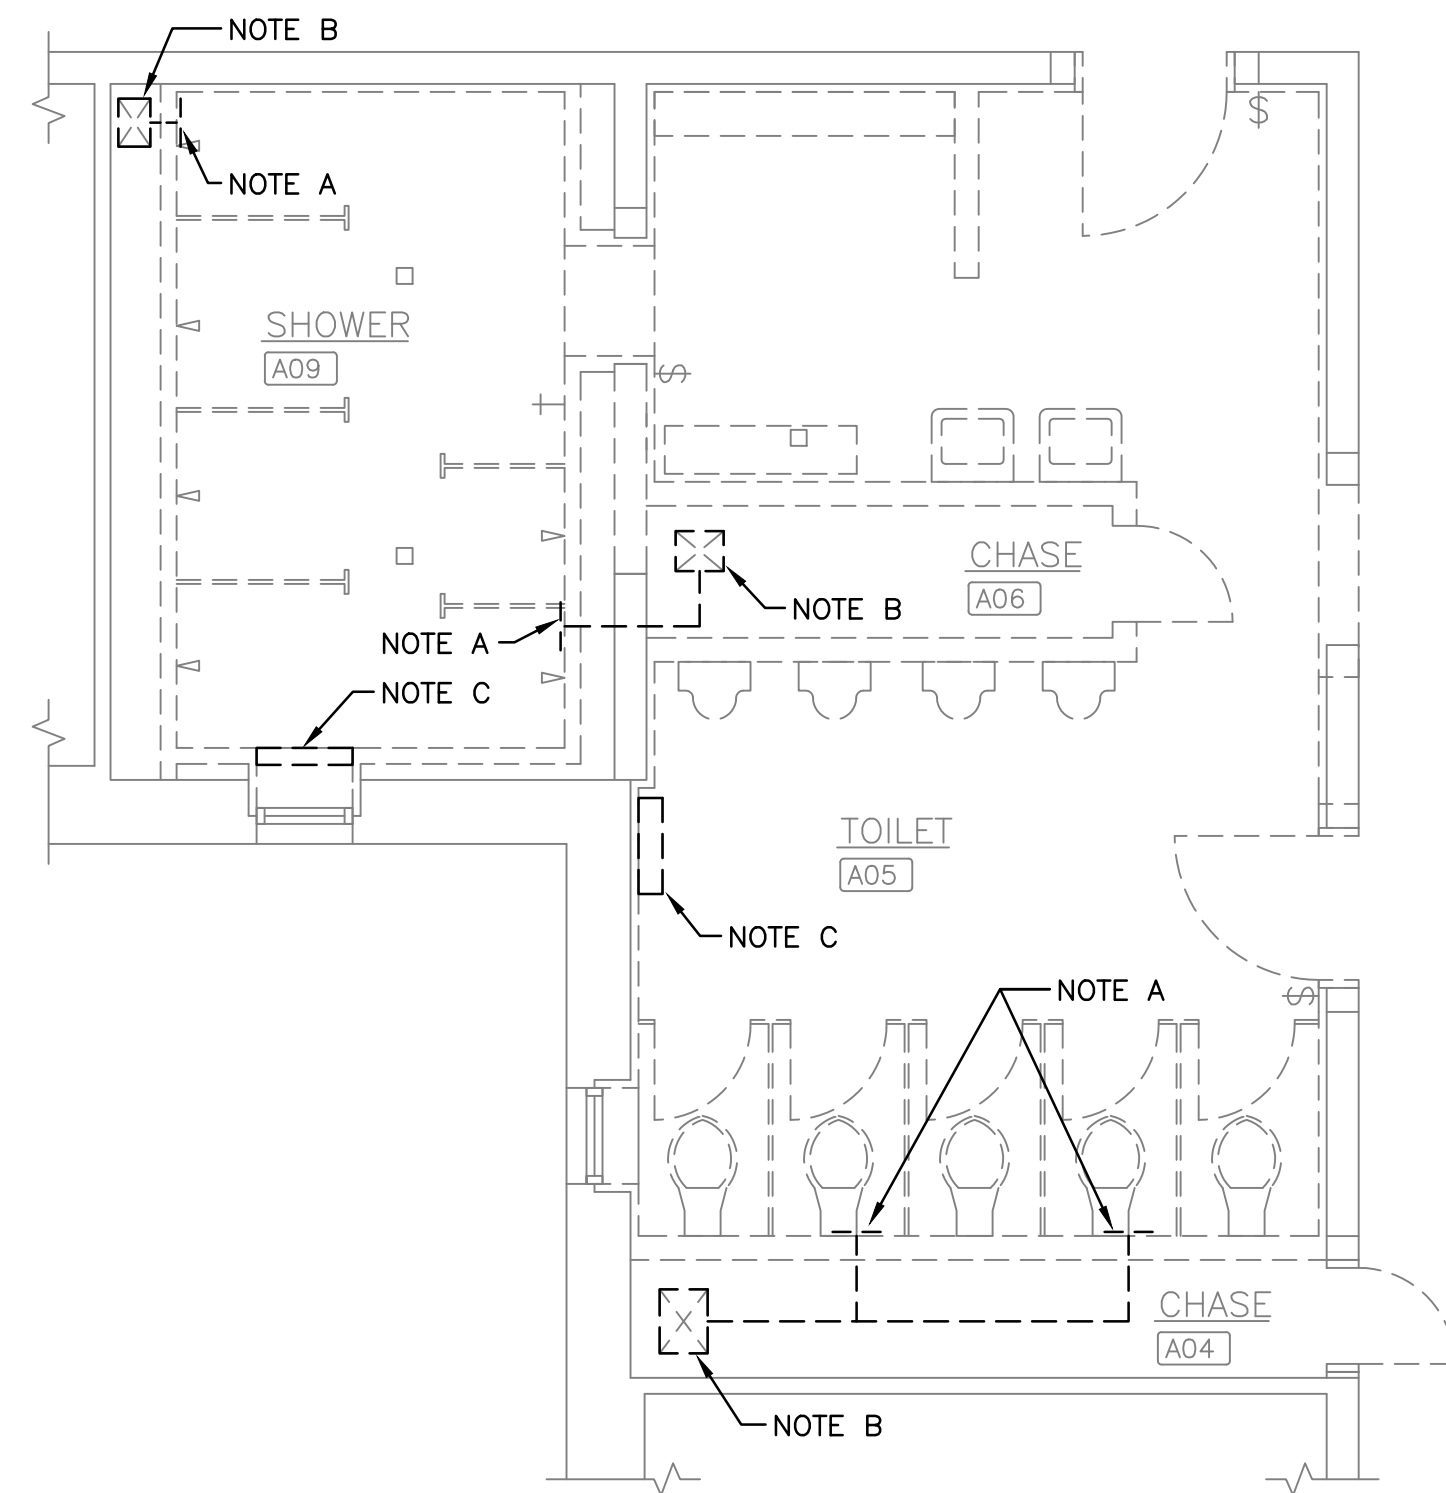 NOTE B
$
NOTE A
SHOWER
A09
$
CHASE
A06
NOTE B
NOTE A
NOTE C
TOILET
A05
NOTE C
NOTE A
$
CHASE
A04
NOTE B